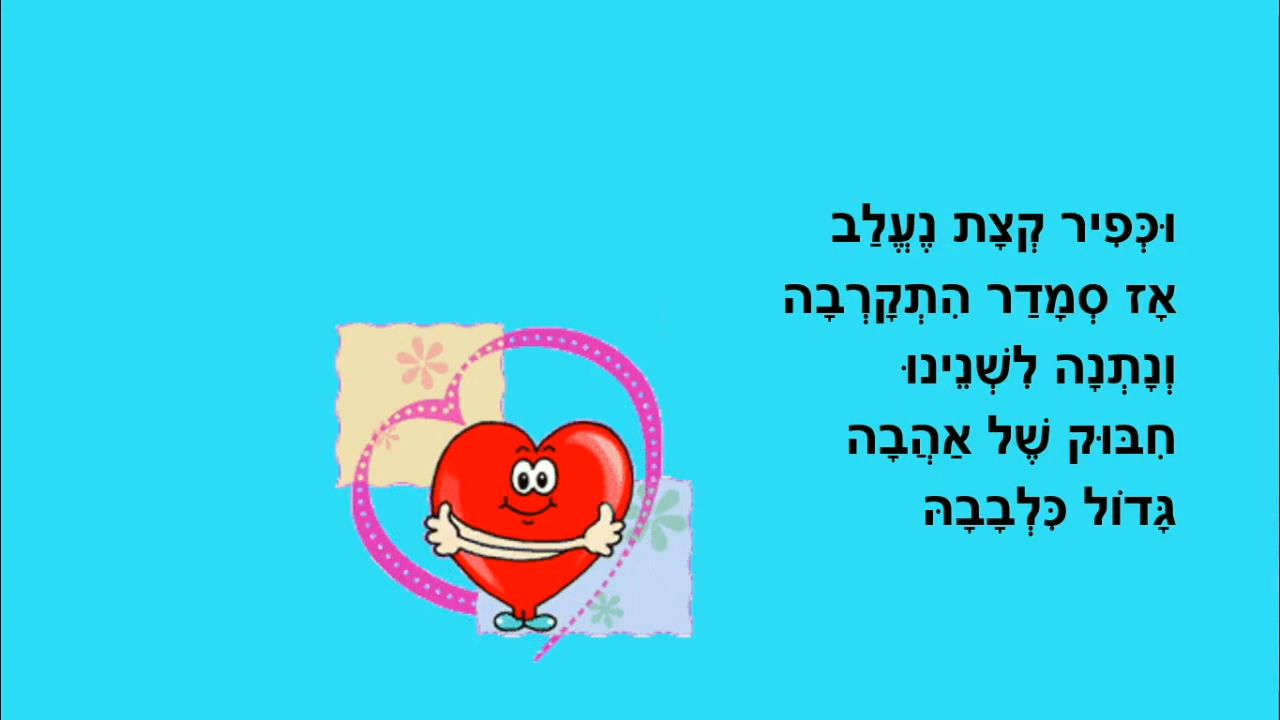 וּכְּפִיר קְצָת נֶעֱלַב
אָז סְמָדַר הִתְקָרְבָה
וְנָתְנָה לִשְׁנֵינוּ
חִבּוּק שֶׁל אַהֲבָה
גָּדוֹל כִּלְבָבָהּ